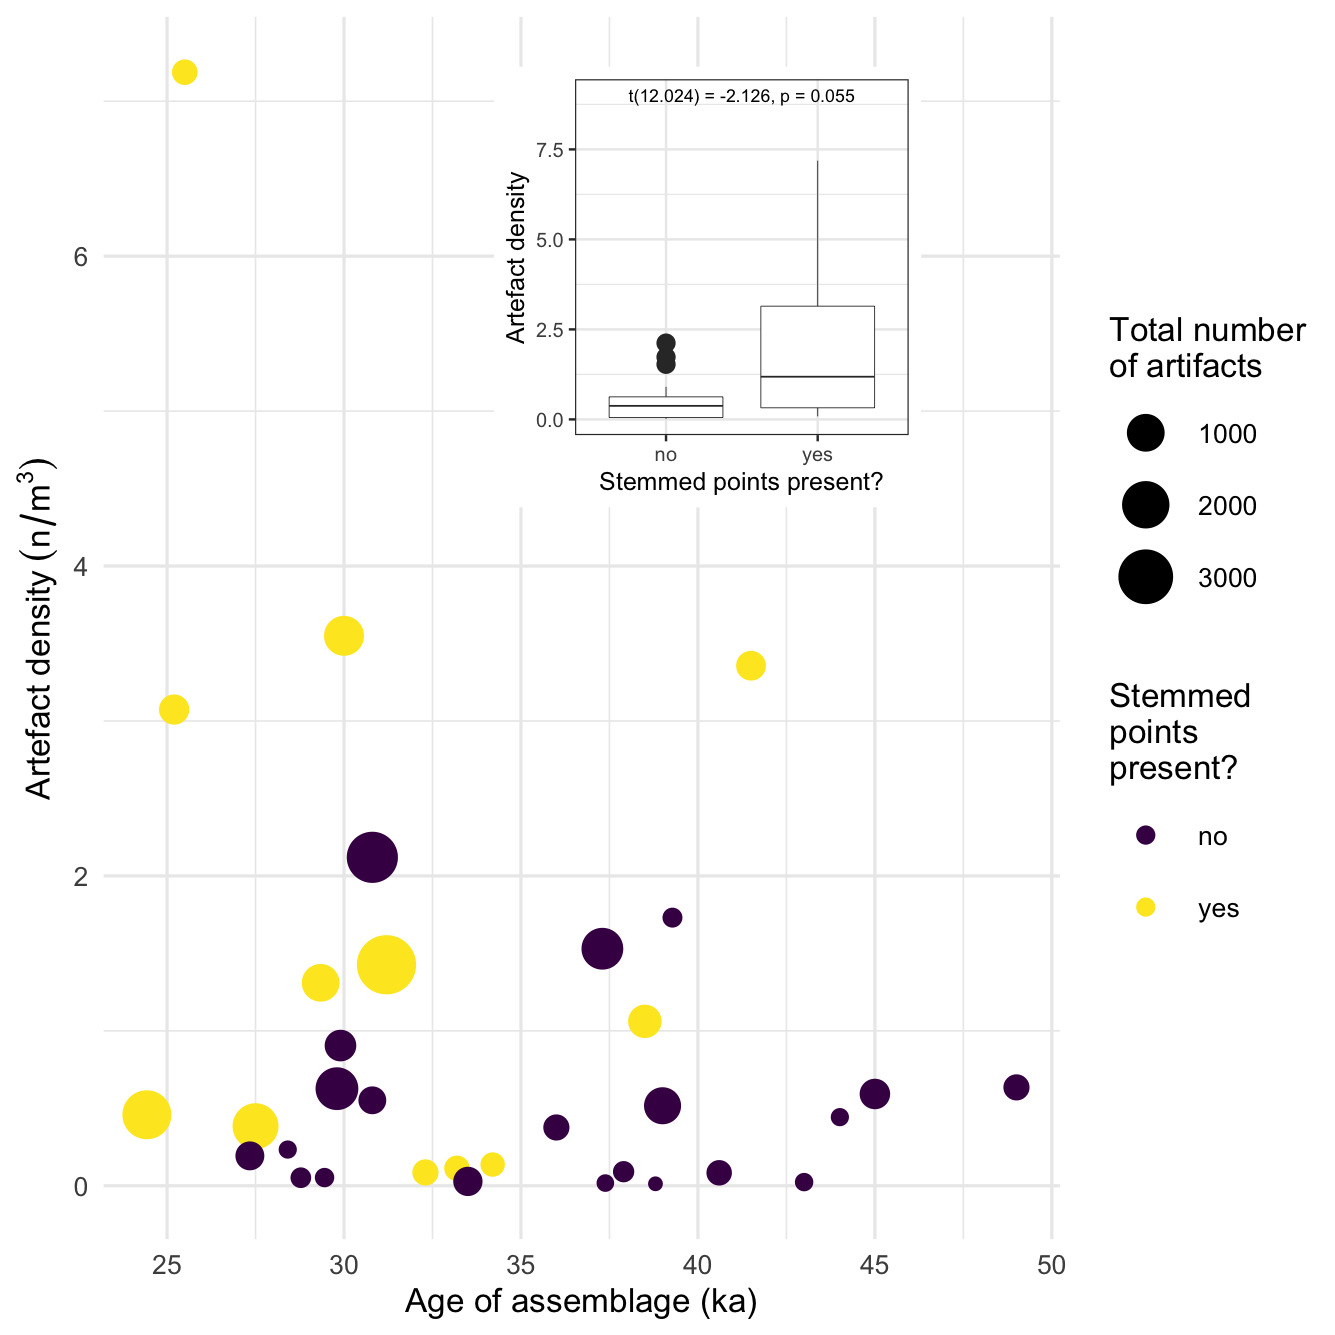 t(12.024) = -2.126, p = 0.055
Artefact density
7.5
5.0
2.5
0.0
no
yes
Stemmed points present?
Artefact density (n/m³)
6
4
2
0
25
30
35
40
45
50
Age of assemblage (ka)
Total number
of artifacts
1000
2000
3000
Stemmed
points
present?
no
yes